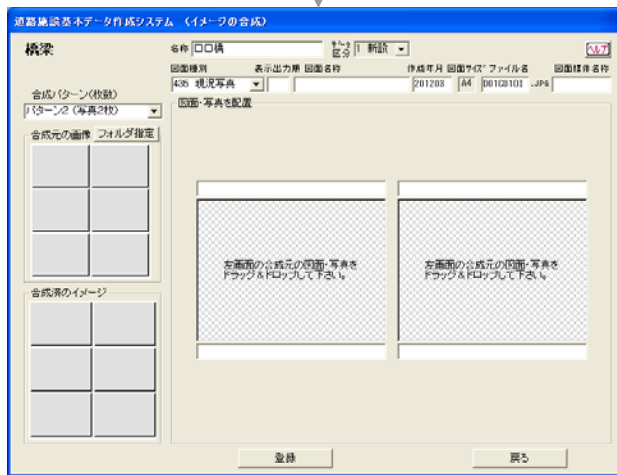 道路施設基本データ作成システム （イメージの合成）
橋梁
名称 口口橋
区分 1 新設
ヘルプ
図面種別 表示出力順 図面名称 作成年月 図面サイズ ファイル名 図面媒体名称
435 現況写真 201203 A4 D01C0101 .JPG
合成パターン(枚数)
パターン2 (写真2枚)
合成元の画像 フォルダ指定
図面・写真を配置
左画面の合成元の図面・写真を
ドラッグ&ドロップして下さい。
左画面の合成元の図面・写真を
ドラッグ&ドロップして下さい。
合成済のイメージ
登録
戻る